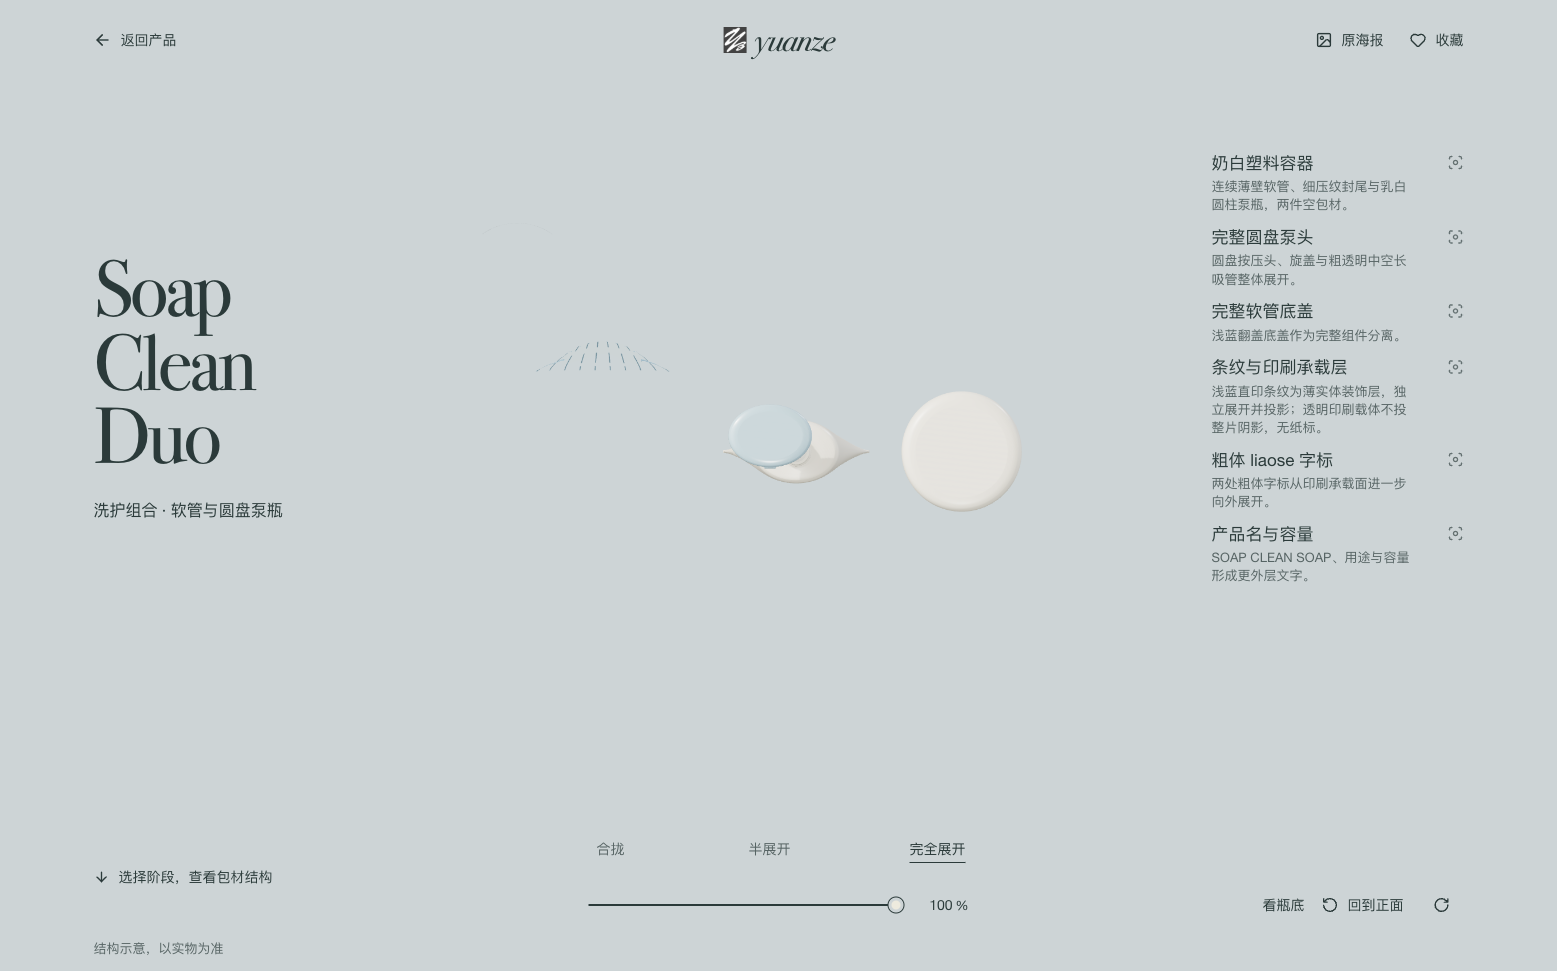 返回产品
yuanze
原海报
收藏
Soap
Clean
Duo
洗护组合 · 软管与圆盘泵瓶
奶白塑料容器
连续薄壁软管、细压纹封尾与乳白
圆柱泵瓶，两件空包材。
完整圆盘泵头
圆盘按压头、旋盖与粗透明中空长
吸管整体展开。
完整软管底盖
浅蓝翻盖底盖作为完整组件分离。
条纹与印刷承载层
浅蓝直印条纹为薄实体装饰层，独
立展开并投影；透明印刷载体不投
整片阴影，无纸标。
粗体 liaose 字标
两处粗体字标从印刷承载面进一步
向外展开。
产品名与容量
SOAP CLEAN SOAP、用途与容量
形成更外层文字。
合拢
半展开
完全展开
选择阶段，查看包材结构
100 %
看瓶底
回到正面
结构示意，以实物为准